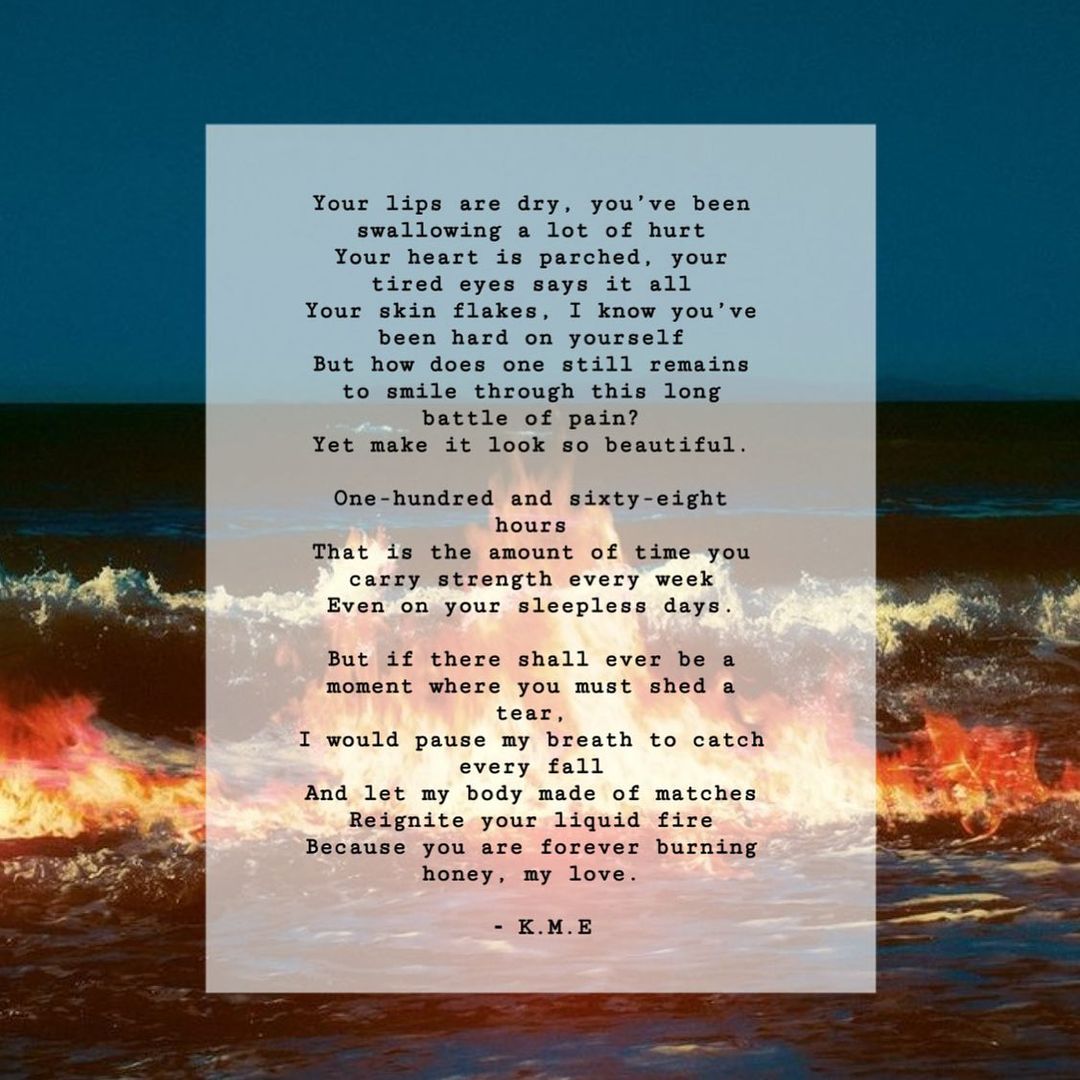 Your lips are dry, you've been
swallowing a lot of hurt
Your heart is parched, your
tired eyes says it all
Your skin flakes, I know you've
been hard on yourself
But how does one still remains
to smile through this long
battle of pain?
Yet make it look so beautiful.
One-hundred and sixty-eight
hours
That is the amount of time you
carry strength every week
Even on your sleepless days.
But if there shall ever be a
moment where you must shed a
tear,
I would pause my breath to catch
every fall
And let my body made of matches
Reignite your liquid fire
Because you are forever burning
honey, my love.
- K.M.E